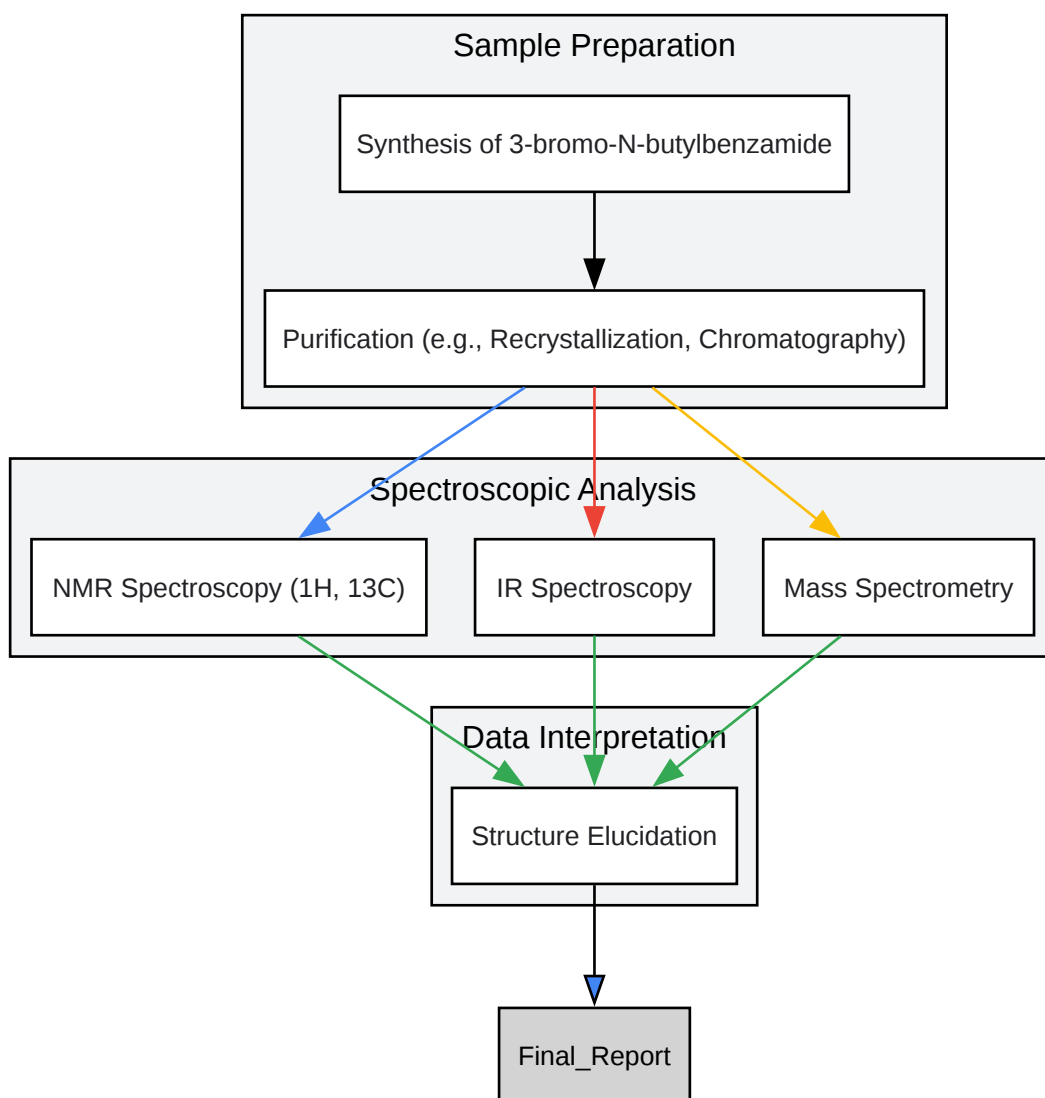 Sample Preparation
Synthesis of 3-bromo-N-butylbenzamide
Purification (e.g., Recrystallization, Chromatography)
Spectroscopic Analysis
NMR Spectroscopy (1H, 13C)
IR Spectroscopy
Mass Spectrometry
Data Interpretation
Structure Elucidation
Final_Report